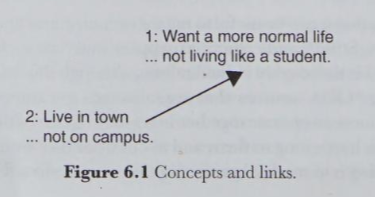 1: Want a more normal life
... not living like a student.
2: Live in town
... not on campus.
Figure 6.1 Concepts and links.